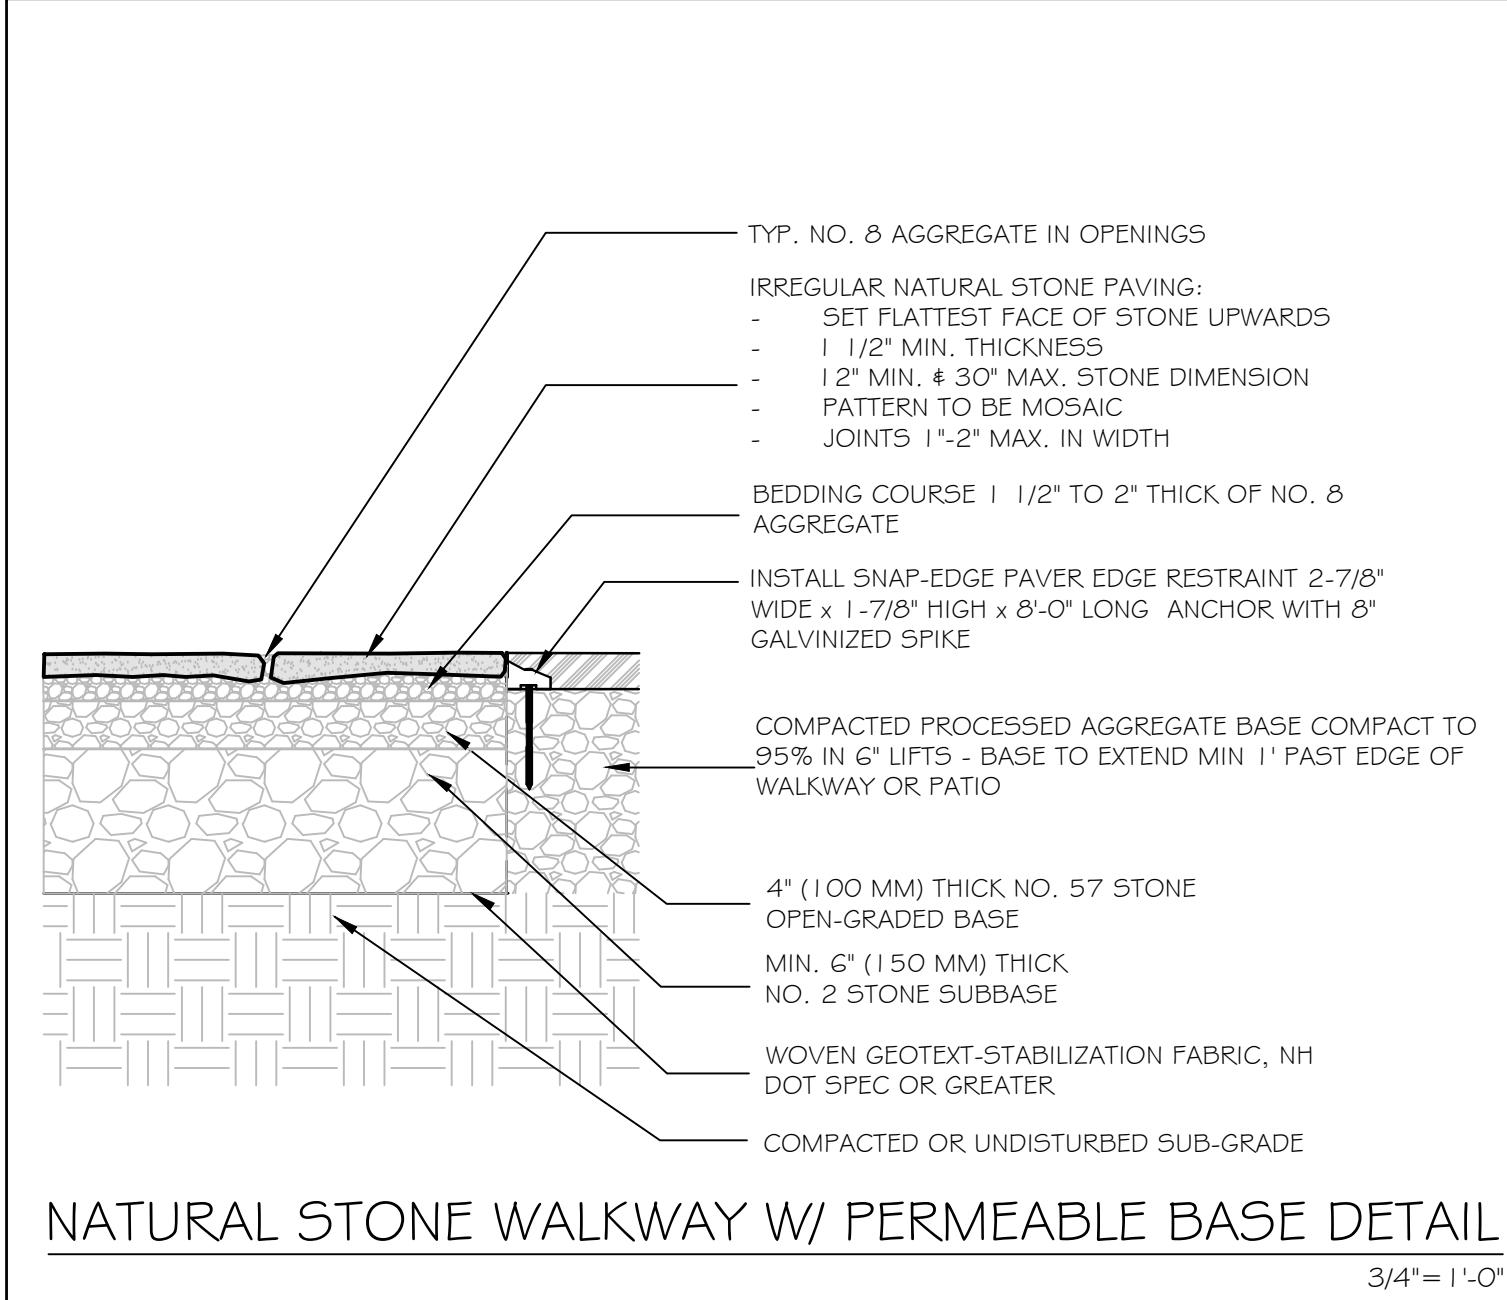 TYP. NO. 8 AGGREGATE IN OPENINGS
IRREGULAR NATURAL STONE PAVING:
- SET FLATTEST FACE OF STONE UPWARDS
- 1 1/2" MIN. THICKNESS
- 12" MIN. & 30" MAX. STONE DIMENSION
- PATTERN TO BE MOSAIC
- JOINTS 1"-2" MAX. IN WIDTH
BEDDING COURSE 1 1/2" TO 2" THICK OF NO. 8
AGGREGATE
INSTALL SNAP-EDGE PAVER EDGE RESTRAINT 2-7/8"
WIDE x 1-7/8" HIGH x 8'-0" LONG ANCHOR WITH 8"
GALVINIZED SPIKE
COMPACTED PROCESSED AGGREGATE BASE COMPACT TO
95% IN 6" LIFTS - BASE TO EXTEND MIN 1' PAST EDGE OF
WALKWAY OR PATIO
4" (100 MM) THICK NO. 57 STONE
OPEN-GRADED BASE
MIN. 6" (150 MM) THICK
NO. 2 STONE SUBBASE
WOVEN GEOTEXT-STABILIZATION FABRIC, NH
DOT SPEC OR GREATER
COMPACTED OR UNDISTURBED SUB-GRADE
NATURAL STONE WALKWAY W/ PERMEABLE BASE DETAIL
3/4"=1'-0"